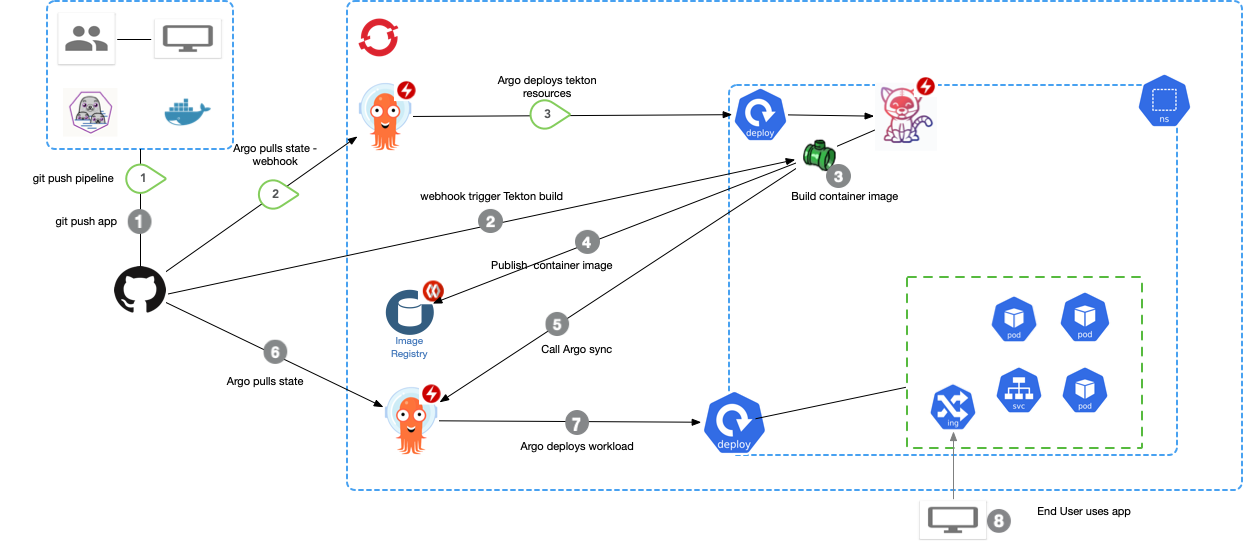 Argo deploys tekton
resources
3
deploy
ns
Argo pulls state -
webhook
git push pipeline
1
2
3
Build container image
webhook trigger Tekton build
git push app
1
2
4
Publish container image
Image
Registry
5
Call Argo sync
pod
pod
6
Argo pulls state
svc
pod
ing
7
Argo deploys workload
deploy
8
End User uses app